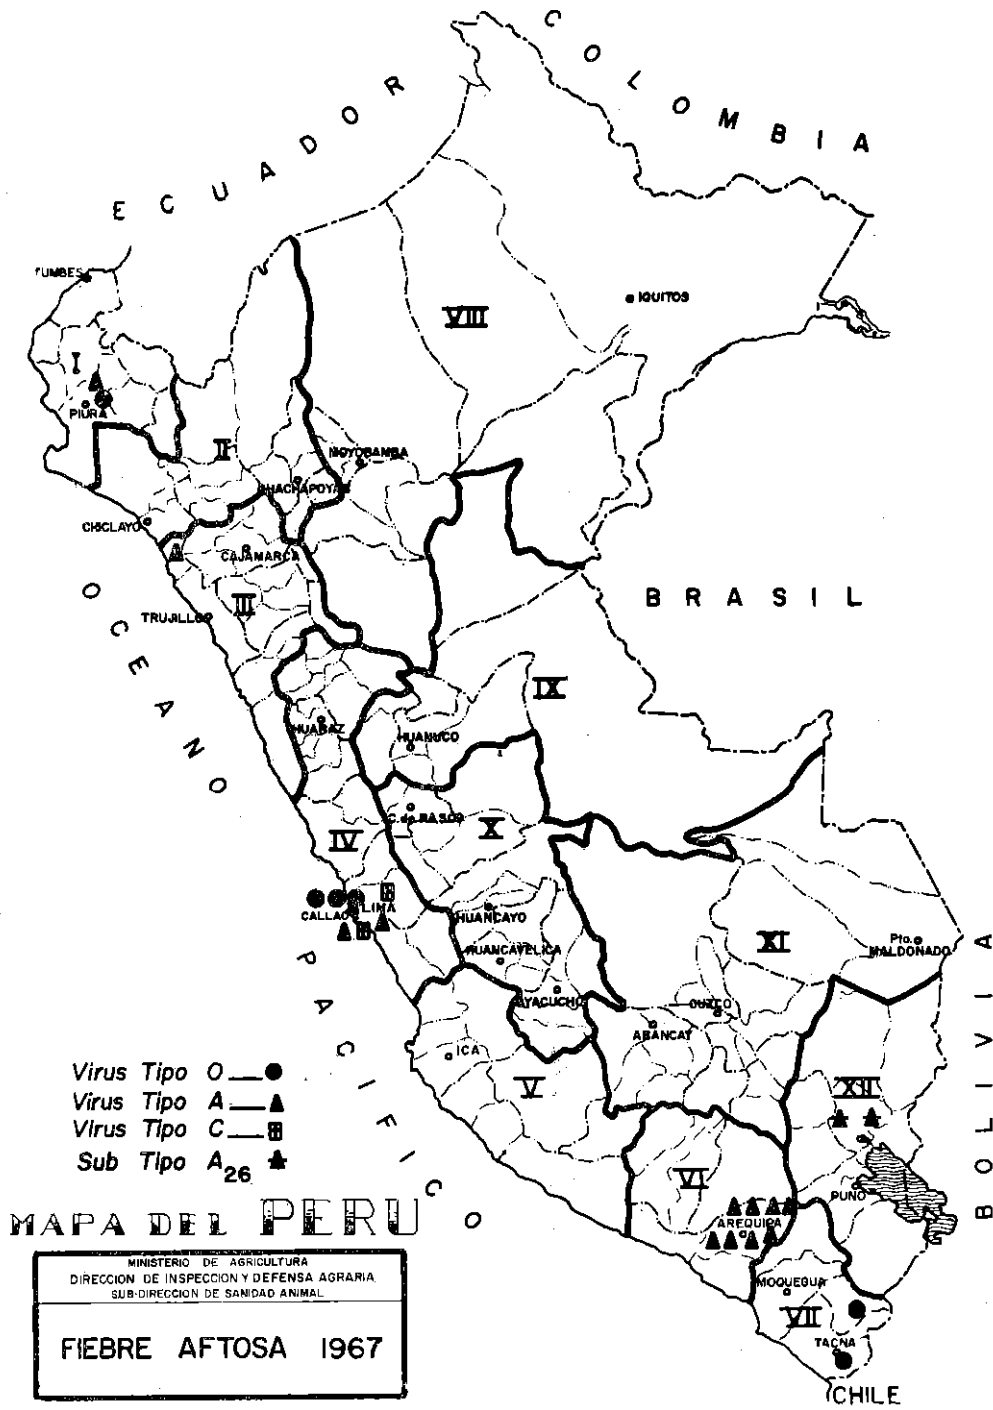 COLOMBIA
ECUADOR
TUMBES
IQUITOS
VIII
I
PIURA
II
MOYOBAMBA
CHACHAPOYAS
CHICLAYO
CAJAMARCA
BRASIL
III
TRUJILLO
OCEANO PACIFICO
IX
HUARAZ
HUANUCO
C. de PASCO
X
IV
LIMA
CALLAO
HUANCAYO
XI
Pto.
MALDONADO
HUANCAVELICA
AYACUCHO
CUZCO
ABANCAY
BOLIVIA
ICA
V
XII
Virus Tipo O
Virus Tipo A
Virus Tipo C
Sub Tipo A26
VI
PUNO
AREQUIPA
MAPA DEL PERU
MINISTERIO DE AGRICULTURA
DIRECCION DE INSPECCION Y DEFENSA AGRARIA
SUB-DIRECCION DE SANIDAD ANIMAL
FIEBRE AFTOSA 1967
MOQUEGUA
VII
TACNA
CHILE